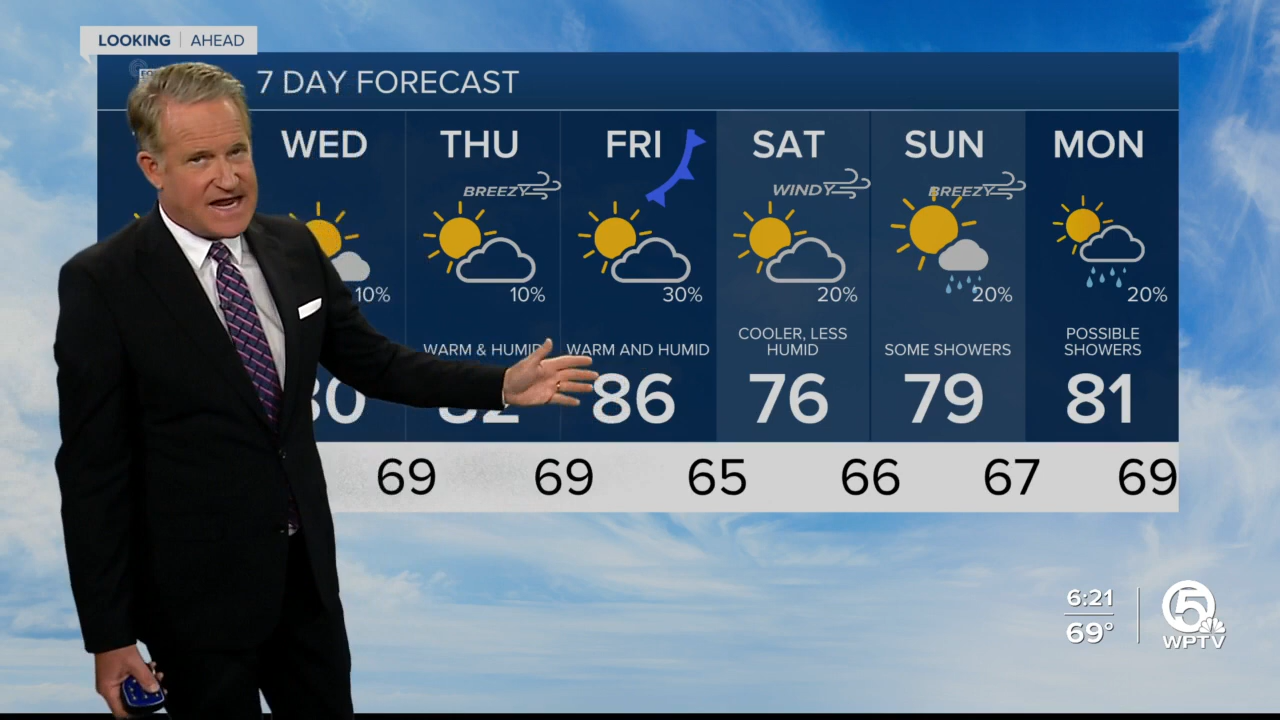 LOOKING AHEAD
7 DAY FORECAST
WED THU FRI SAT SUN MON
BREEZY WINDY BREEZY
10% 10% 30% 20% 20% 20%
WARM & HUMID WARM AND HUMID COOLER, LESS HUMID SOME SHOWERS POSSIBLE SHOWERS
86 76 79 81
69 69 65 66 67 69
6:21
69°
5
WPTV